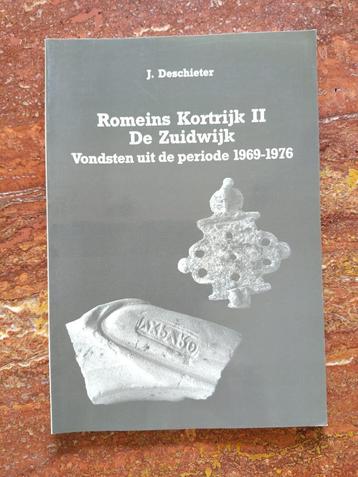 J. Deschieter
Romeins Kortrijk II
De Zuidwijk
Vondsten uit de periode 1969-1976